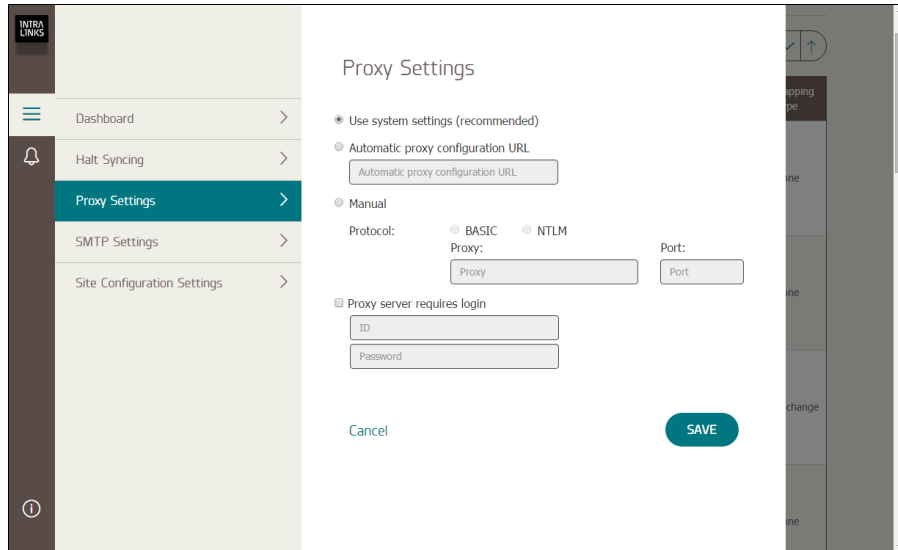 INTRA
LINKS
Proxy Settings
Dashboard
Halt Syncing
Proxy Settings
SMTP Settings
Site Configuration Settings
Use system settings (recommended)
Automatic proxy configuration URL
Automatic proxy configuration URL
Manual
Protocol: BASIC NTLM
Proxy: Port:
Proxy Port
Proxy server requires login
ID
Password
Cancel SAVE